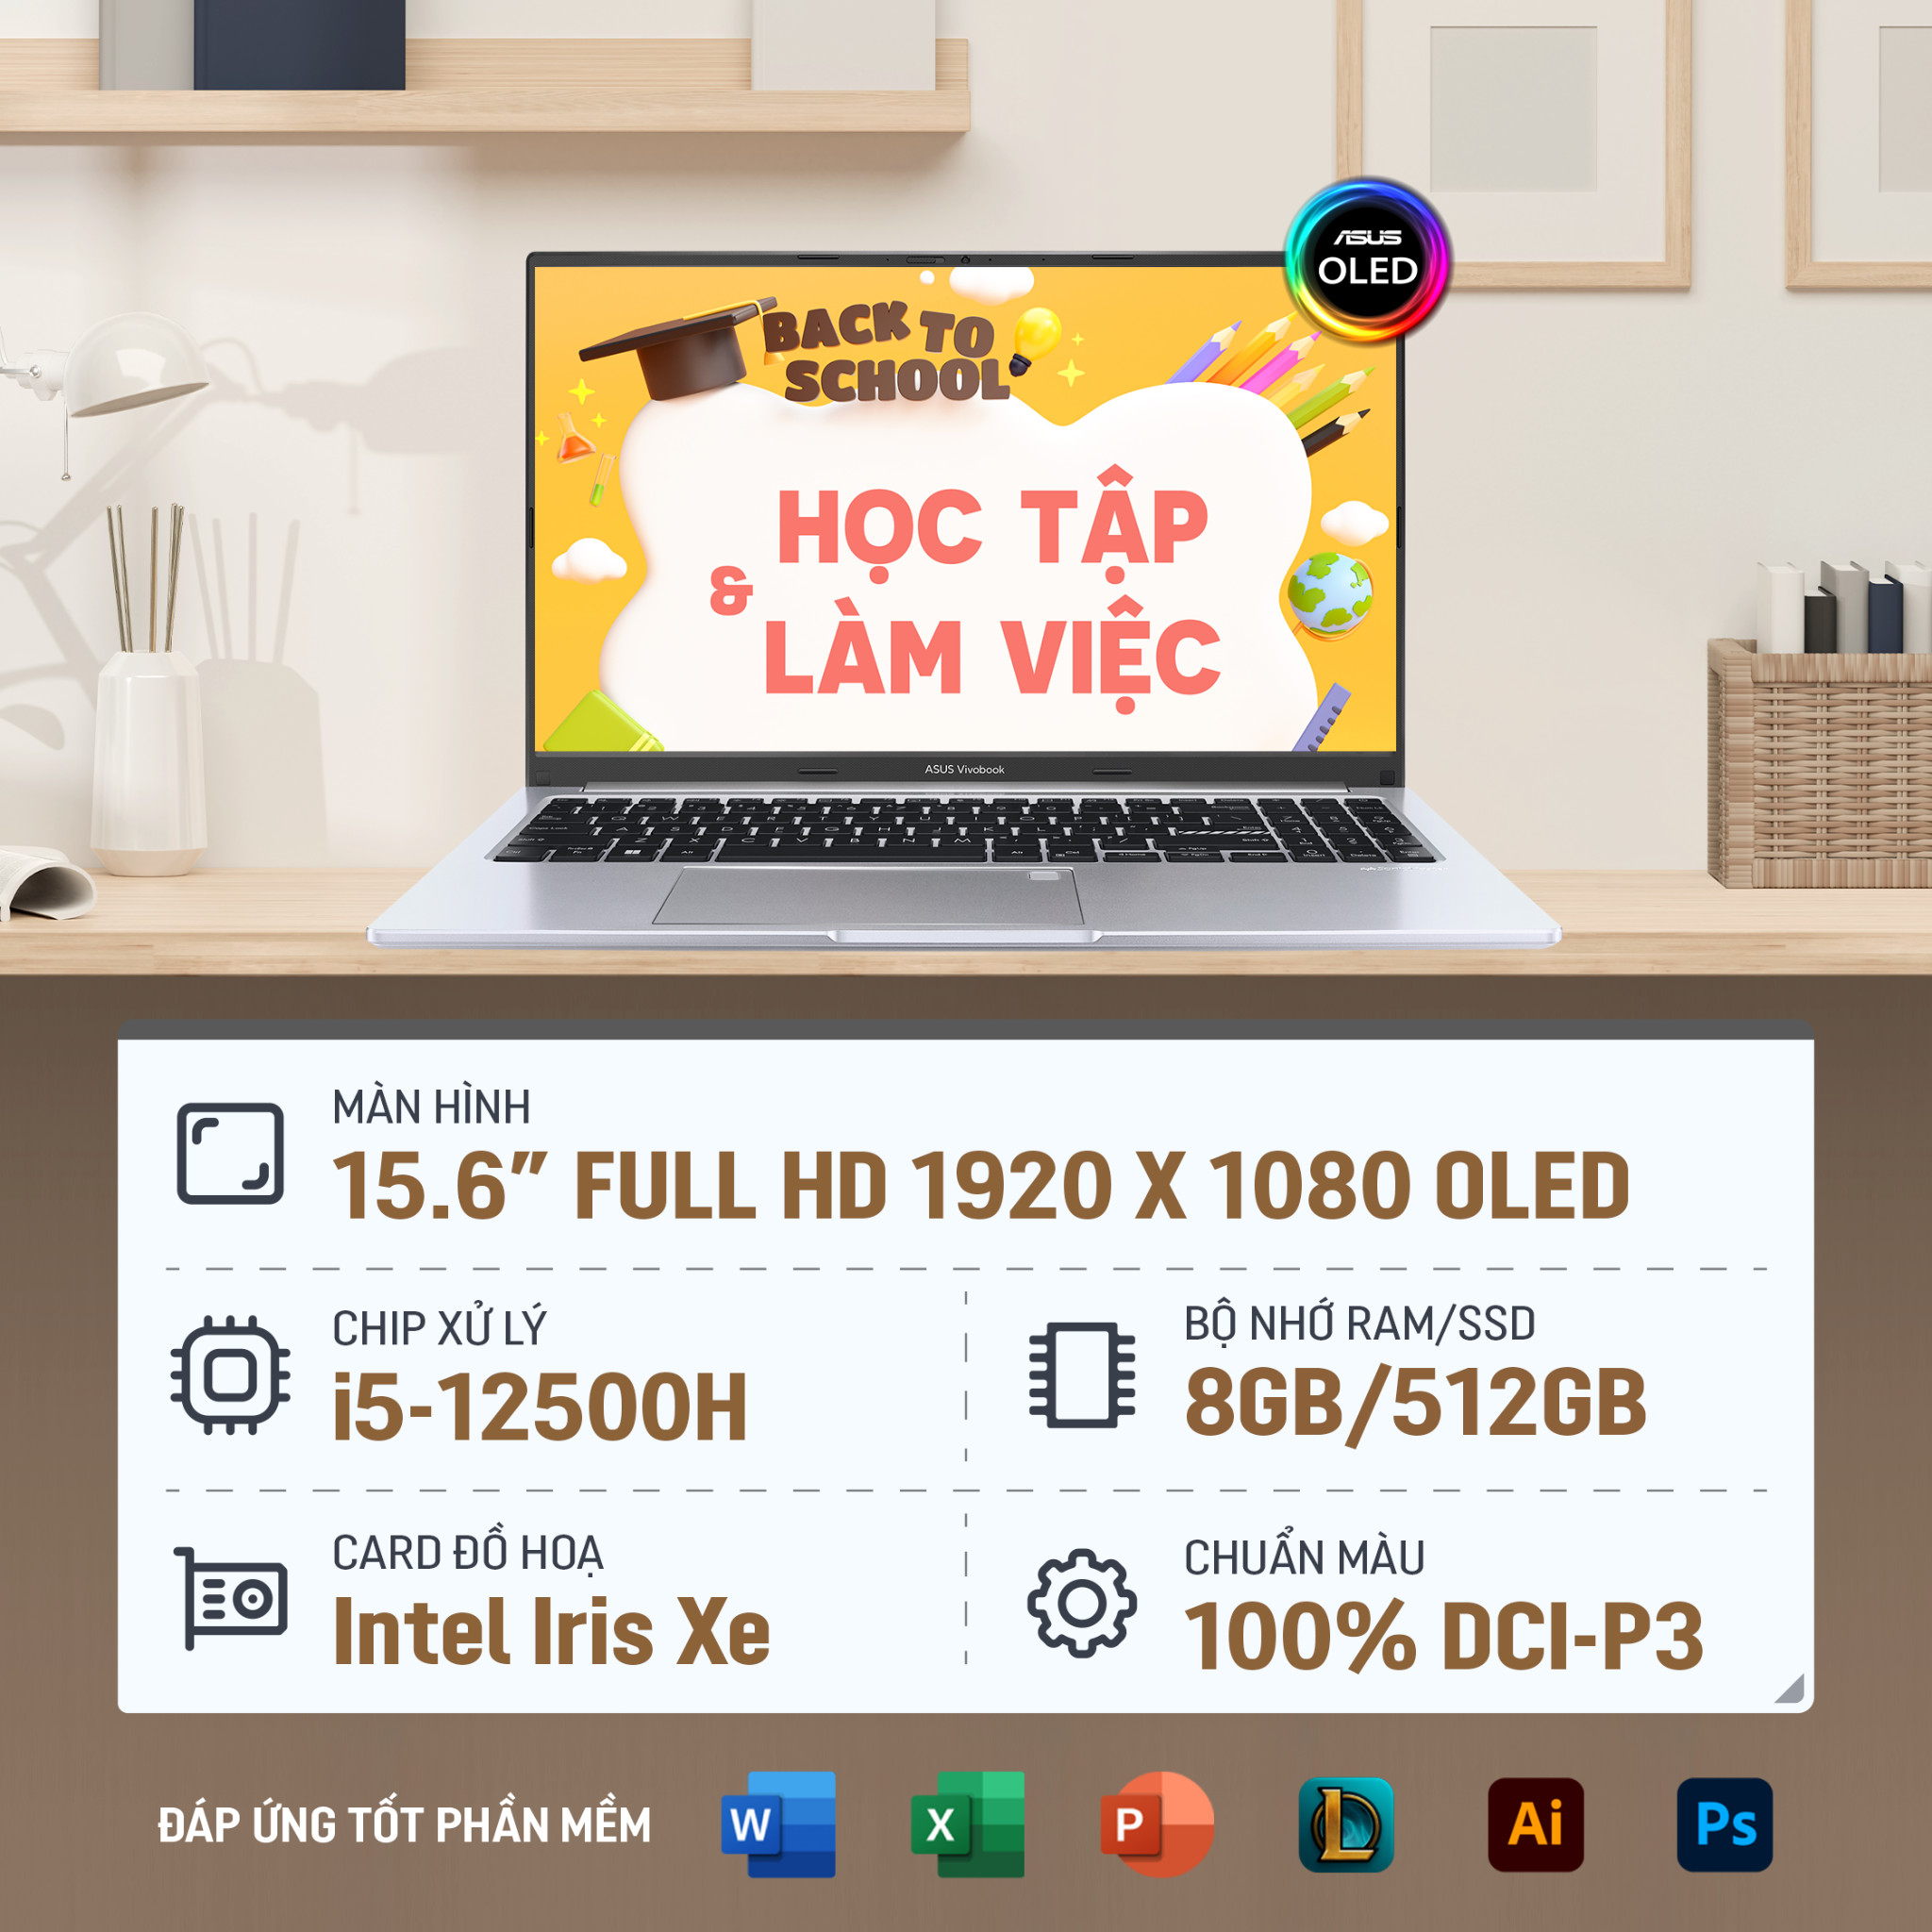 ASUS
OLED
BACK TO
SCHOOL
HỌC TẬP
& LÀM VIỆC
ASUS Vivobook
MÀN HÌNH
15.6" FULL HD 1920 X 1080 OLED
CHIP XỬ LÝ
i5-12500H
BỘ NHỚ RAM/SSD
8GB/512GB
CARD ĐỒ HOẠ
Intel Iris Xe
CHUẨN MÀU
100% DCI-P3
ĐÁP ỨNG TỐT PHẦN MỀM
W
X
P
L
Ai
Ps